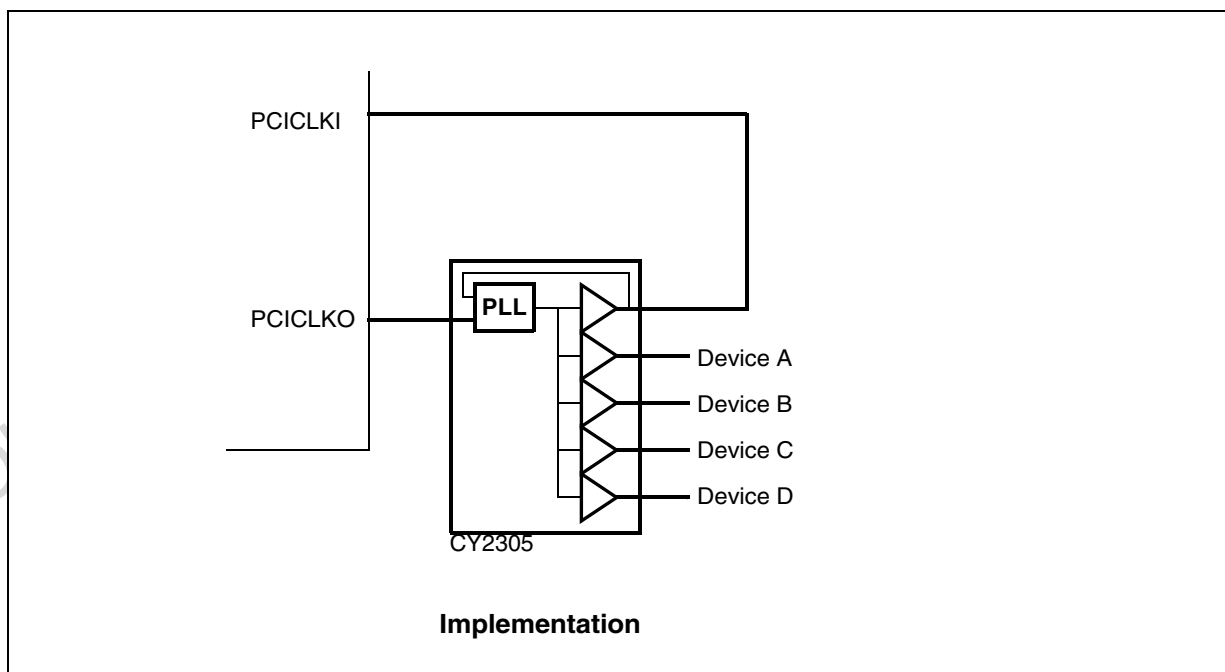 PCICLKI
PCICLKO
PLL
Device A
Device B
Device C
Device D
CY2305
Implementation